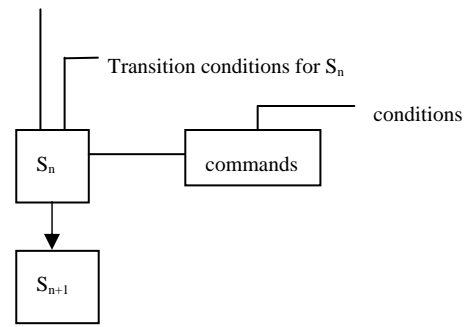 Transition conditions for Sₙ
conditions
Sₙ
commands
Sₙ₊₁